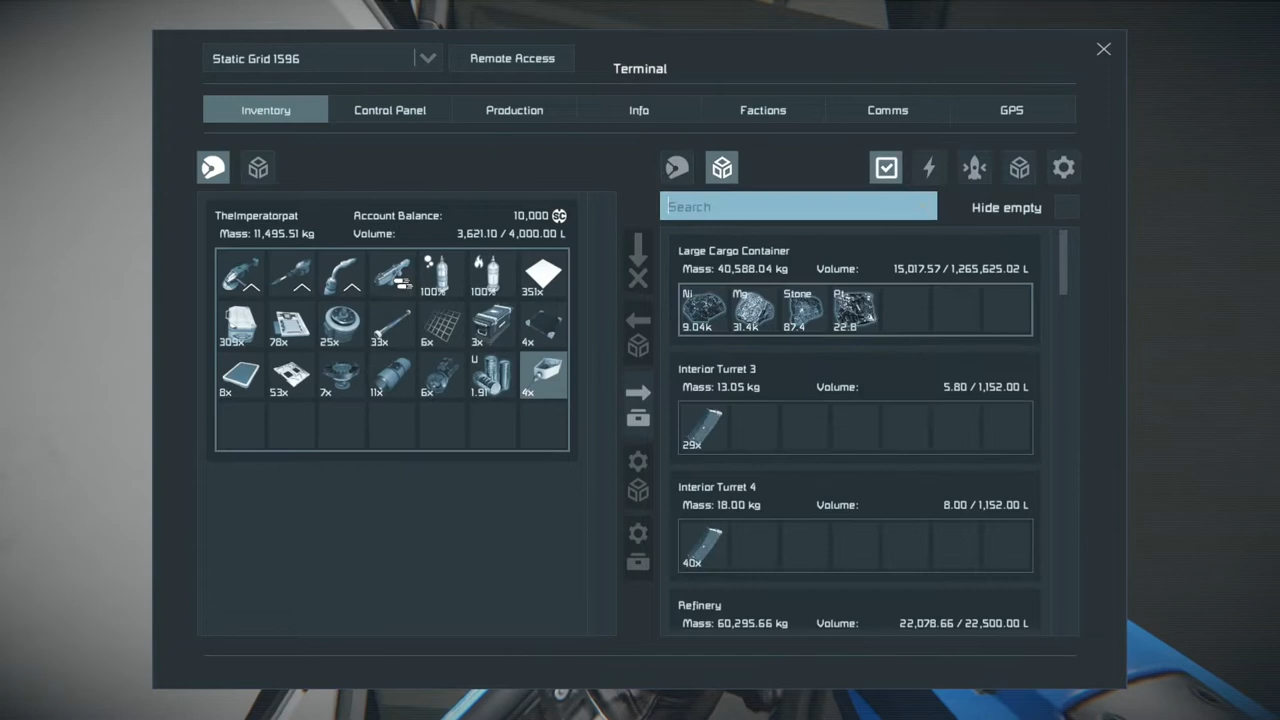 Static Grid 1596
Remote Access
Terminal
Inventory
Control Panel
Production
Info
Factions
Comms
GPS
Search
Hide empty
TheImperatorpat
Account Balance:
10,000 SC
Mass: 11,495.51 kg
Volume:
3,621.10 / 4,000.00 L
100%
100%
351x
309x
78x
25x
33x
6x
3x
4x
8x
53x
7x
11x
6x
U
1.91
4x
Large Cargo Container
Mass: 40,588.04 kg
Volume:
15,017.57 / 1,265,625.02 L
Ni
Mg
Stone
Pt
9.04k
31.4k
87.4
22.8
Interior Turret 3
Mass: 13.05 kg
Volume:
5.80 / 1,152.00 L
29x
Interior Turret 4
Mass: 18.00 kg
Volume:
8.00 / 1,152.00 L
40x
Refinery
Mass: 60,295.66 kg
Volume:
22,078.66 / 22,500.00 L